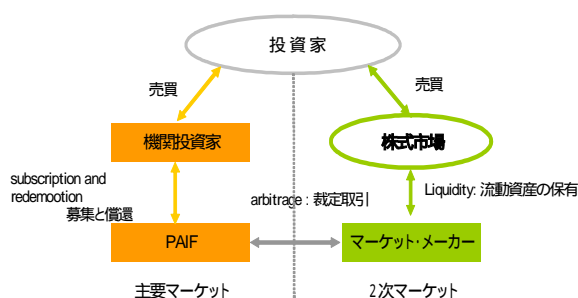 投資家
売買
売買
機関投資家
株式市場
subscription and
redemootion
募集と償還
arbitrage : 裁定取引
Liquidity: 流動資産の保有
PAIF
マーケット・メーカー
主要マーケット
2次マーケット